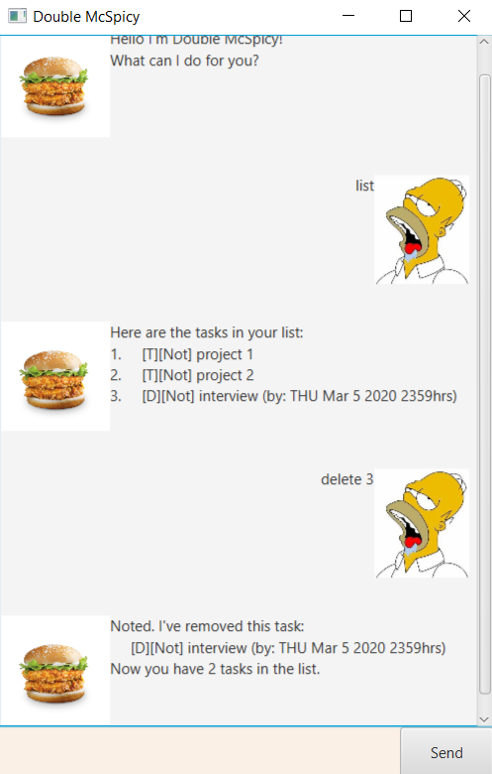 Double McSpicy
Hello I'm Double McSpicy!
What can I do for you?
list
Here are the tasks in your list:
1. [T][Not] project 1
2. [T][Not] project 2
3. [D][Not] interview (by: THU Mar 5 2020 2359hrs)
delete 3
Noted. I've removed this task:
[D][Not] interview (by: THU Mar 5 2020 2359hrs)
Now you have 2 tasks in the list.
Send